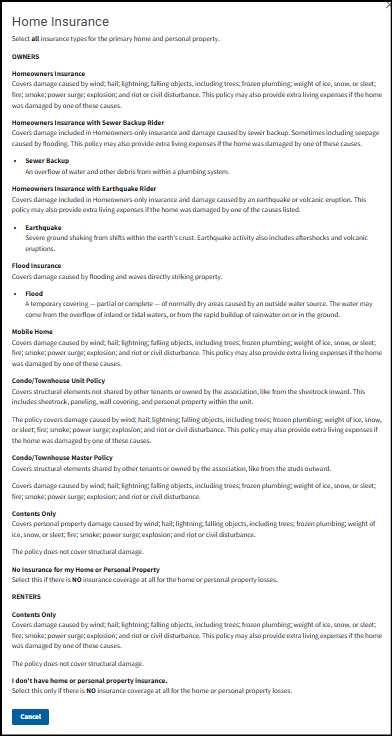 Home Insurance
Select all insurance types for the primary home and personal property.
OWNERS
Homeowners Insurance
Covers damage caused by wind; hail; lightning; falling objects, including trees; frozen plumbing; weight of ice, snow, or sleet;
fire; smoke; power surge; explosion; and riot or civil disturbance. This policy may also provide extra living expenses if the home
was damaged by one of these causes.
Homeowners Insurance with Sewer Backup Rider
Covers damage included in Homeowners-only insurance and damage caused by sewer backup. Sometimes including seepage
caused by flooding. This policy may also provide extra living expenses if the home was damaged by one of these causes.
• Sewer Backup
An overflow of water and other debris from within a plumbing system.
Homeowners Insurance with Earthquake Rider
Covers damage included in Homeowners-only insurance and damage caused by an earthquake or volcanic eruption. This
policy may also provide extra living expenses if the home was damaged by one of the causes listed.
• Earthquake
Severe ground shaking from shifts within the earth's crust. Earthquake activity also includes aftershocks and volcanic
eruptions.
Flood Insurance
Covers damage caused by flooding and waves directly striking property.
• Flood
A temporary covering — partial or complete — of normally dry areas caused by an outside water source. The water may
come from the overflow of inland or tidal waters, or from the rapid buildup of rainwater on or in the ground.
Mobile Home
Covers damage caused by wind; hail; lightning; falling objects, including trees; frozen plumbing; weight of ice, snow, or sleet;
fire; smoke; power surge; explosion; and riot or civil disturbance. This policy may also provide extra living expenses if the home
was damaged by one of these causes.
Condo/Townhouse Unit Policy
Covers structural elements not shared by other tenants or owned by the association, like from the sheetrock inward. This
includes sheetrock, paneling, wall covering, and personal property within the unit.
The policy covers damage caused by wind; hail; lightning; falling objects, including trees; frozen plumbing; weight of ice, snow,
or sleet; fire; smoke; power surge; explosion; and riot or civil disturbance. This policy may also provide extra living expenses if
the home was damaged by one of these causes.
Condo/Townhouse Master Policy
Covers structural elements shared by other tenants or owned by the association, like from the studs outward.
Covers damage caused by wind; hail; lightning; falling objects, including trees; frozen plumbing; weight of ice, snow, or sleet;
fire; smoke; power surge; explosion; and riot or civil disturbance.
Contents Only
Covers personal property damage caused by wind; hail; lightning; falling objects, including trees; frozen plumbing; weight of
ice, snow, or sleet; fire; smoke; power surge; explosion; and riot or civil disturbance.
The policy does not cover structural damage.
No Insurance for my Home or Personal Property
Select this if there is NO insurance coverage at all for the home or personal property losses.
RENTERS
Contents Only
Covers damage caused by wind; hail; lightning; falling objects, including trees; frozen plumbing; weight of ice, snow, or sleet;
fire; smoke; power surge; explosion; and riot or civil disturbance. This policy may also provide extra living expenses if the home
was damaged by one of these causes.
The policy does not cover structural damage.
I don't have home or personal property insurance.
Select this only if there is NO insurance coverage at all for the home or personal property losses.
Cancel